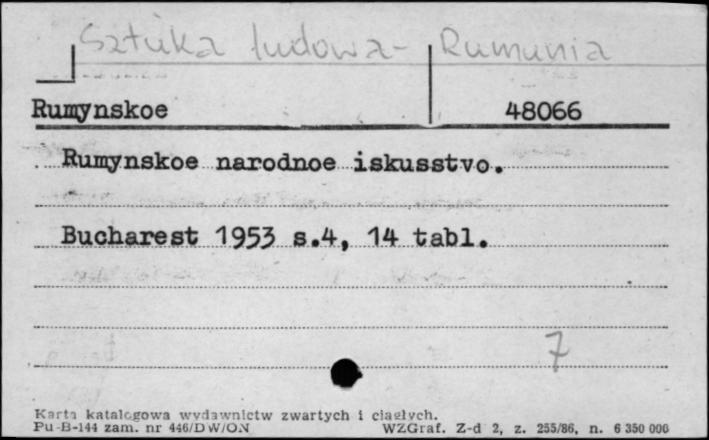 Sztuka ludowa - Rumunia
Rumynskoe 48066
Rumynskoe narodnoe iskusstvo.
Bucharest 1953 s.4, 14 tabl.
7
Karta katalogowa wydawnictw zwartych i ciągłych.
Pu-B-144 zam. nr 446/DW/ON WZGraf. Z-d 2, z. 255/86, n. 6 350 000